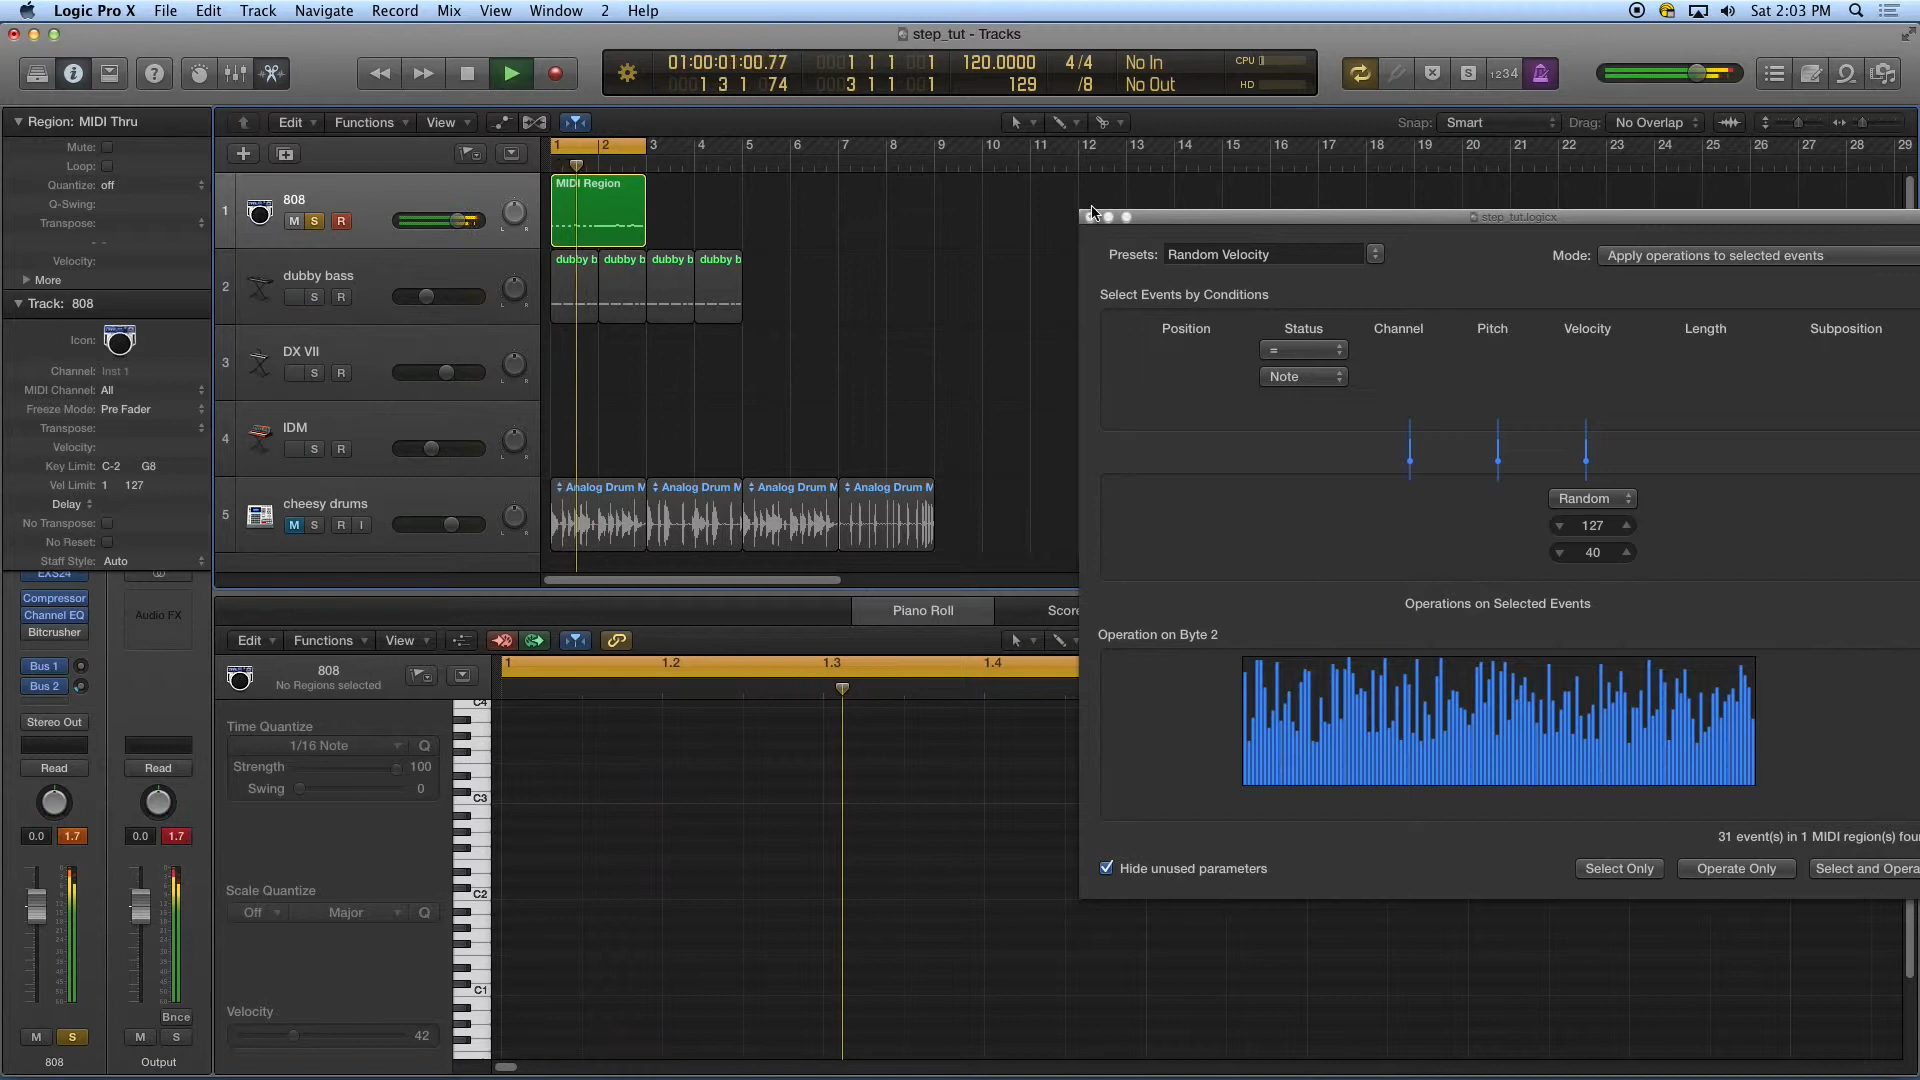 Logic Pro X File Edit Track Navigate Record Mix View Window 2 Help Sat 2:03 PM
step_tut - Tracks
01:00:01:00.77 1 1 1 1 120.0000 4/4 No In CPU
1 3 1 74 3 1 1 1 129 /8 No Out HD
S 1234
Region: MIDI Thru
Edit Functions View Snap: Smart Drag: No Overlap
Mute:
Loop:
Quantize: off
Q-Swing:
Transpose:
- -
Velocity:
More
Track: 808
Icon:
Channel: Inst 1
MIDI Channel: All
Freeze Mode: Pre Fader
Transpose:
Velocity:
Key Limit: C-2 G8
Vel Limit: 1 127
Delay
No Transpose:
No Reset:
Staff Style: Auto
1 2 3 4 5 6 7 8 9 10 11 12 13 14 15 16 17 18 19 20 21 22 23 24 25 26 27 28 29
1 808
M S R L R
MIDI Region
2 dubby bass
S R L R
dubby b dubby b dubby b dubby b
3 DX VII
S R L R
4 IDM
S R L R
5 cheesy drums
M S R I L R
Analog Drum M Analog Drum M Analog Drum M Analog Drum M
step_tut.logicx
Presets: Random Velocity Mode: Apply operations to selected events
Select Events by Conditions
Position Status Channel Pitch Velocity Length Subposition
=
Note
Random
127
40
Operations on Selected Events
Operation on Byte 2
31 event(s) in 1 MIDI region(s) fou
Hide unused parameters Select Only Operate Only Select and Opera
EXS24
Compressor
Channel EQ
Bitcrusher
Audio FX
Bus 1
Bus 2
Stereo Out
Read Read
0.0 1.7 0.0 1.7
Bnce
M S M S
808 Output
Piano Roll Score
Edit Functions View
808
No Regions selected
1 1.2 1.3 1.4
Time Quantize
1/16 Note Q
Strength 100
Swing 0
Scale Quantize
Off Major Q
Velocity
42
C4
C3
C2
C1